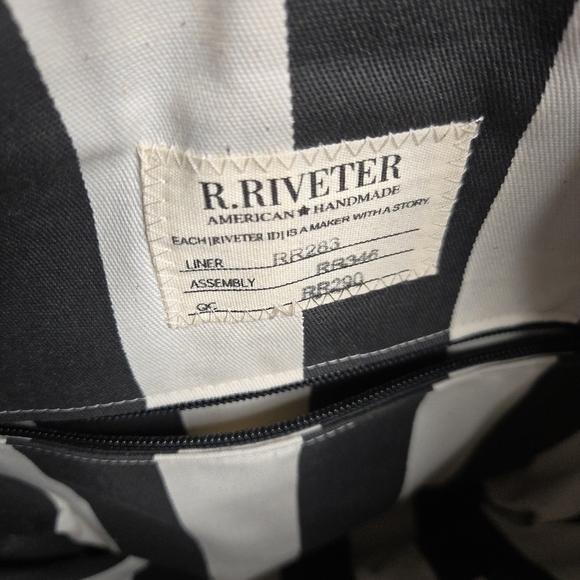 R.RIVETER
AMERICAN ★ HANDMADE
EACH [RIVETER ID] IS A MAKER WITH A STORY.
LINER RR283
ASSEMBLY RR346
QC. RR290